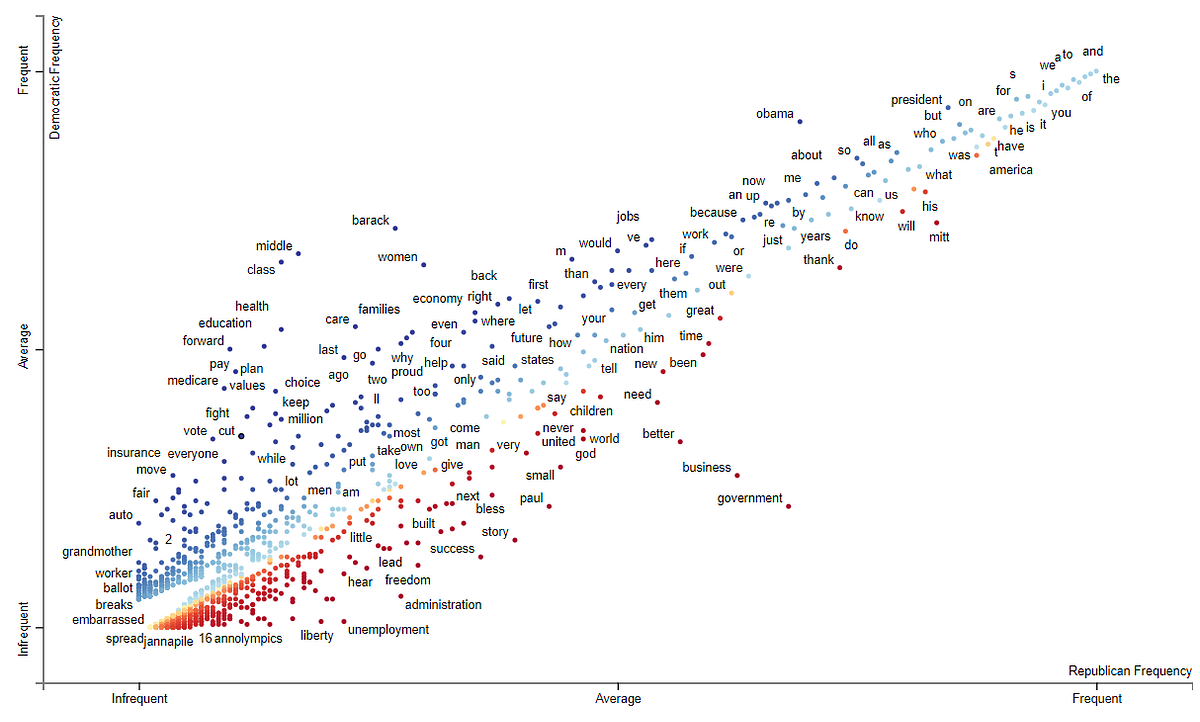 Frequent
Democratic Frequency
and
to
a
we
the
s
i
for
of
president
on
are
you
obama
but
he is it
who
all as
so
t
have
was
about
america
what
me
now
can us
an up
his
jobs
because
by
know
barack
re
will
ve
work
mitt
middle
would
if
just
years
do
m
or
women
thank
class
here
were
back
than
every
out
them
first
health
economy
right
families
let
get
great
education
care
even
where
your
forward
four
future
how
him
time
last
go
nation
Average
why
said
states
pay
plan
help
tell
new
been
proud
ago
two
medicare
values
choice
only
too
ll
say
need
keep
children
fight
million
never
come
vote
cut
most
better
own
got
man
very
united
world
insurance
everyone
take
god
while
put
love
give
business
move
lot
small
fair
men
am
next
paul
government
bless
auto
built
story
2
little
success
grandmother
lead
worker
hear
freedom
ballot
breaks
administration
embarrassed
Infrequent
unemployment
spread
jann
apile
16
ann
olympics
liberty
Republican Frequency
Infrequent
Average
Frequent